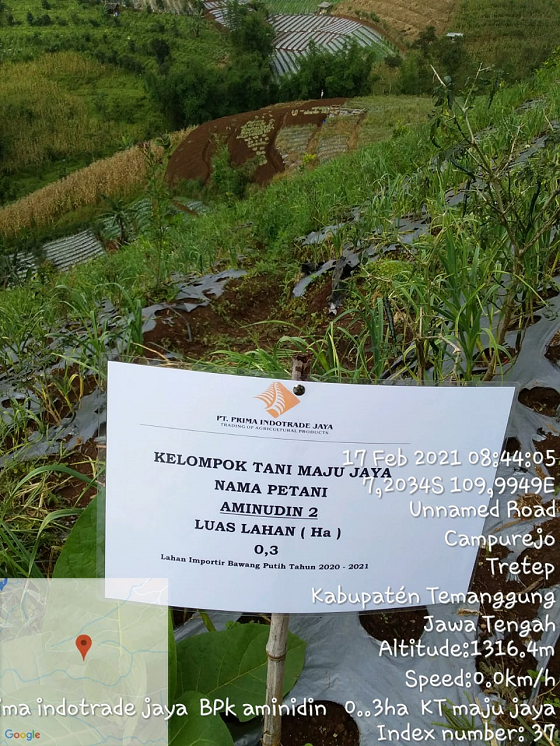 PT. PRIMA INDOTRADE JAYA
TRADING OF AGRICULTURAL PRODUCTS
KELOMPOK TANI MAJU JAYA
NAMA PETANI
AMINUDIN 2
LUAS LAHAN ( Ha )
0,3
Lahan Importir Bawang Putih Tahun 2020 - 2021
17 Feb 2021 08:44:05
7,2034S 109,9949E
Unnamed Road
Campurejo
Tretep
Kabupatén Temanggung
Jawa Tengah
Altitude:1316.4m
Speed:0.0km/h
ima indotrade jaya BPk aminidin 0..3ha KT maju jaya
Index number: 37
Google